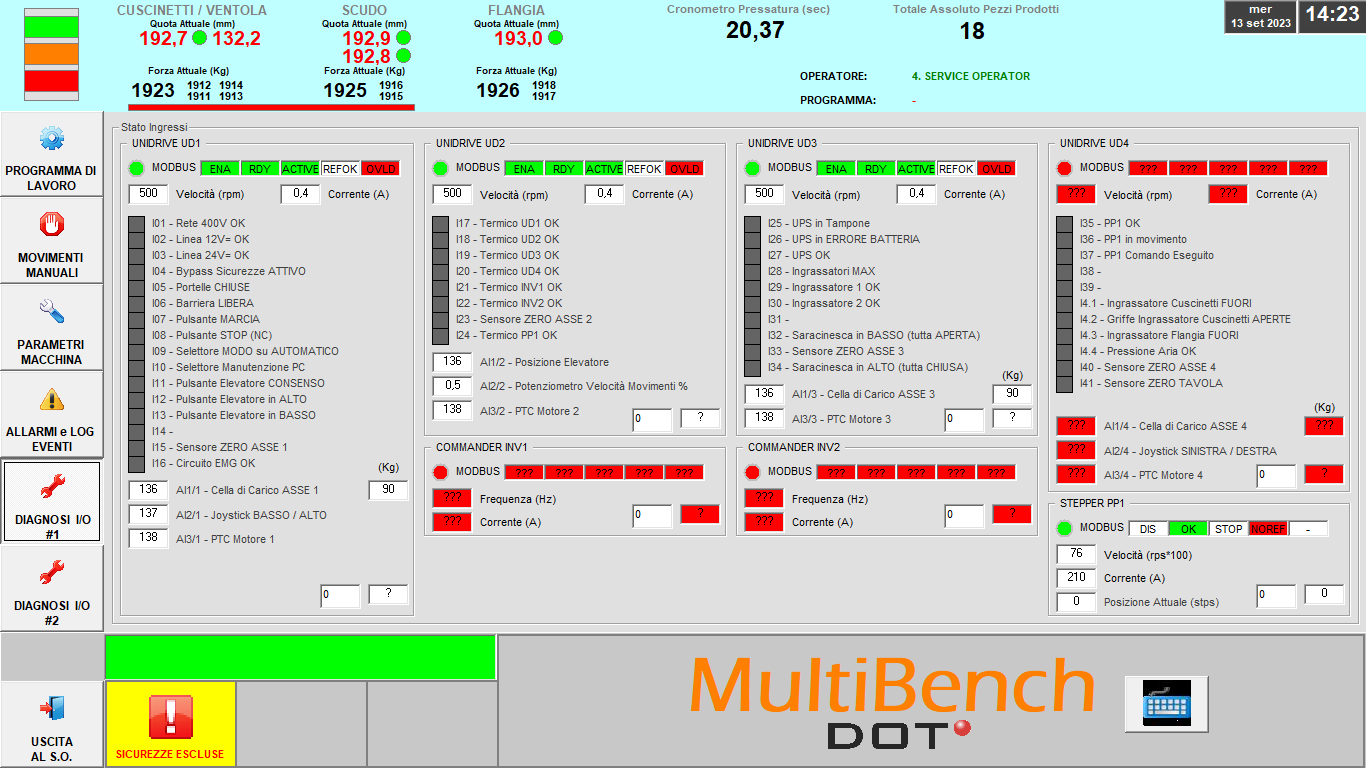 CUSCINETTI / VENTOLA
Quota Attuale (mm)
192,7 132,2
Forza Attuale (Kg)
1923 1912 1914
1911 1913
SCUDO
Quota Attuale (mm)
192,9
192,8
Forza Attuale (Kg)
1925 1916
1915
FLANGIA
Quota Attuale (mm)
193,0
Forza Attuale (Kg)
1926 1918
1917
Cronometro Pressatura (sec)
20,37
Totale Assoluto Pezzi Prodotti
18
OPERATORE: 4. SERVICE OPERATOR
PROGRAMMA: -
mer
13 set 2023
14:23
PROGRAMMA DI
LAVORO
MOVIMENTI
MANUALI
PARAMETRI
MACCHINA
ALLARMI e LOG
EVENTI
DIAGNOSI I/O
#1
DIAGNOSI I/O
#2
USCITA
AL S.O.
Stato Ingressi
UNIDRIVE UD1
MODBUS ENA RDY ACTIVE REFOK OVLD
500 Velocità (rpm) 0,4 Corrente (A)
I01 - Rete 400V OK
I02 - Linea 12V= OK
I03 - Linea 24V= OK
I04 - Bypass Sicurezze ATTIVO
I05 - Portelle CHIUSE
I06 - Barriera LIBERA
I07 - Pulsante MARCIA
I08 - Pulsante STOP (NC)
I09 - Selettore MODO su AUTOMATICO
I10 - Selettore Manutenzione PC
I11 - Pulsante Elevatore CONSENSO
I12 - Pulsante Elevatore in ALTO
I13 - Pulsante Elevatore in BASSO
I14 -
I15 - Sensore ZERO ASSE 1
I16 - Circuito EMG OK
(Kg)
136 AI1/1 - Cella di Carico ASSE 1 90
137 AI2/1 - Joystick BASSO / ALTO
138 AI3/1 - PTC Motore 1
0 ?
UNIDRIVE UD2
MODBUS ENA RDY ACTIVE REFOK OVLD
500 Velocità (rpm) 0,4 Corrente (A)
I17 - Termico UD1 OK
I18 - Termico UD2 OK
I19 - Termico UD3 OK
I20 - Termico UD4 OK
I21 - Termico INV1 OK
I22 - Termico INV2 OK
I23 - Sensore ZERO ASSE 2
I24 - Termico PP1 OK
136 AI1/2 - Posizione Elevatore
0,5 AI2/2 - Potenziometro Velocità Movimenti %
138 AI3/2 - PTC Motore 2
0 ?
COMMANDER INV1
MODBUS ??? ??? ??? ??? ???
??? Frequenza (Hz)
??? Corrente (A)
0 ?
UNIDRIVE UD3
MODBUS ENA RDY ACTIVE REFOK OVLD
500 Velocità (rpm) 0,4 Corrente (A)
I25 - UPS in Tampone
I26 - UPS in ERRORE BATTERIA
I27 - UPS OK
I28 - Ingrassatori MAX
I29 - Ingrassatore 1 OK
I30 - Ingrassatore 2 OK
I31 -
I32 - Saracinesca in BASSO (tutta APERTA)
I33 - Sensore ZERO ASSE 3
I34 - Saracinesca in ALTO (tutta CHIUSA)
(Kg)
136 AI1/3 - Cella di Carico ASSE 3 90
138 AI3/3 - PTC Motore 3
0 ?
COMMANDER INV2
MODBUS ??? ??? ??? ??? ???
??? Frequenza (Hz)
??? Corrente (A)
0 ?
UNIDRIVE UD4
MODBUS ??? ??? ??? ??? ???
??? Velocità (rpm) ??? Corrente (A)
I35 - PP1 OK
I36 - PP1 in movimento
I37 - PP1 Comando Eseguito
I38 -
I39 -
I4.1 - Ingrassatore Cuscinetti FUORI
I4.2 - Griffe Ingrassatore Cuscinetti APERTE
I4.3 - Ingrassatore Flangia FUORI
I4.4 - Pressione Aria OK
I40 - Sensore ZERO ASSE 4
I41 - Sensore ZERO TAVOLA
(Kg)
??? AI1/4 - Cella di Carico ASSE 4 ???
??? AI2/4 - Joystick SINISTRA / DESTRA
??? AI3/4 - PTC Motore 4 0 ?
STEPPER PP1
MODBUS DIS OK STOP NOREF -
76 Velocità (rps*100)
210 Corrente (A)
0 Posizione Attuale (stps) 0 0
SICUREZZE ESCLUSE
MultiBench
DOT